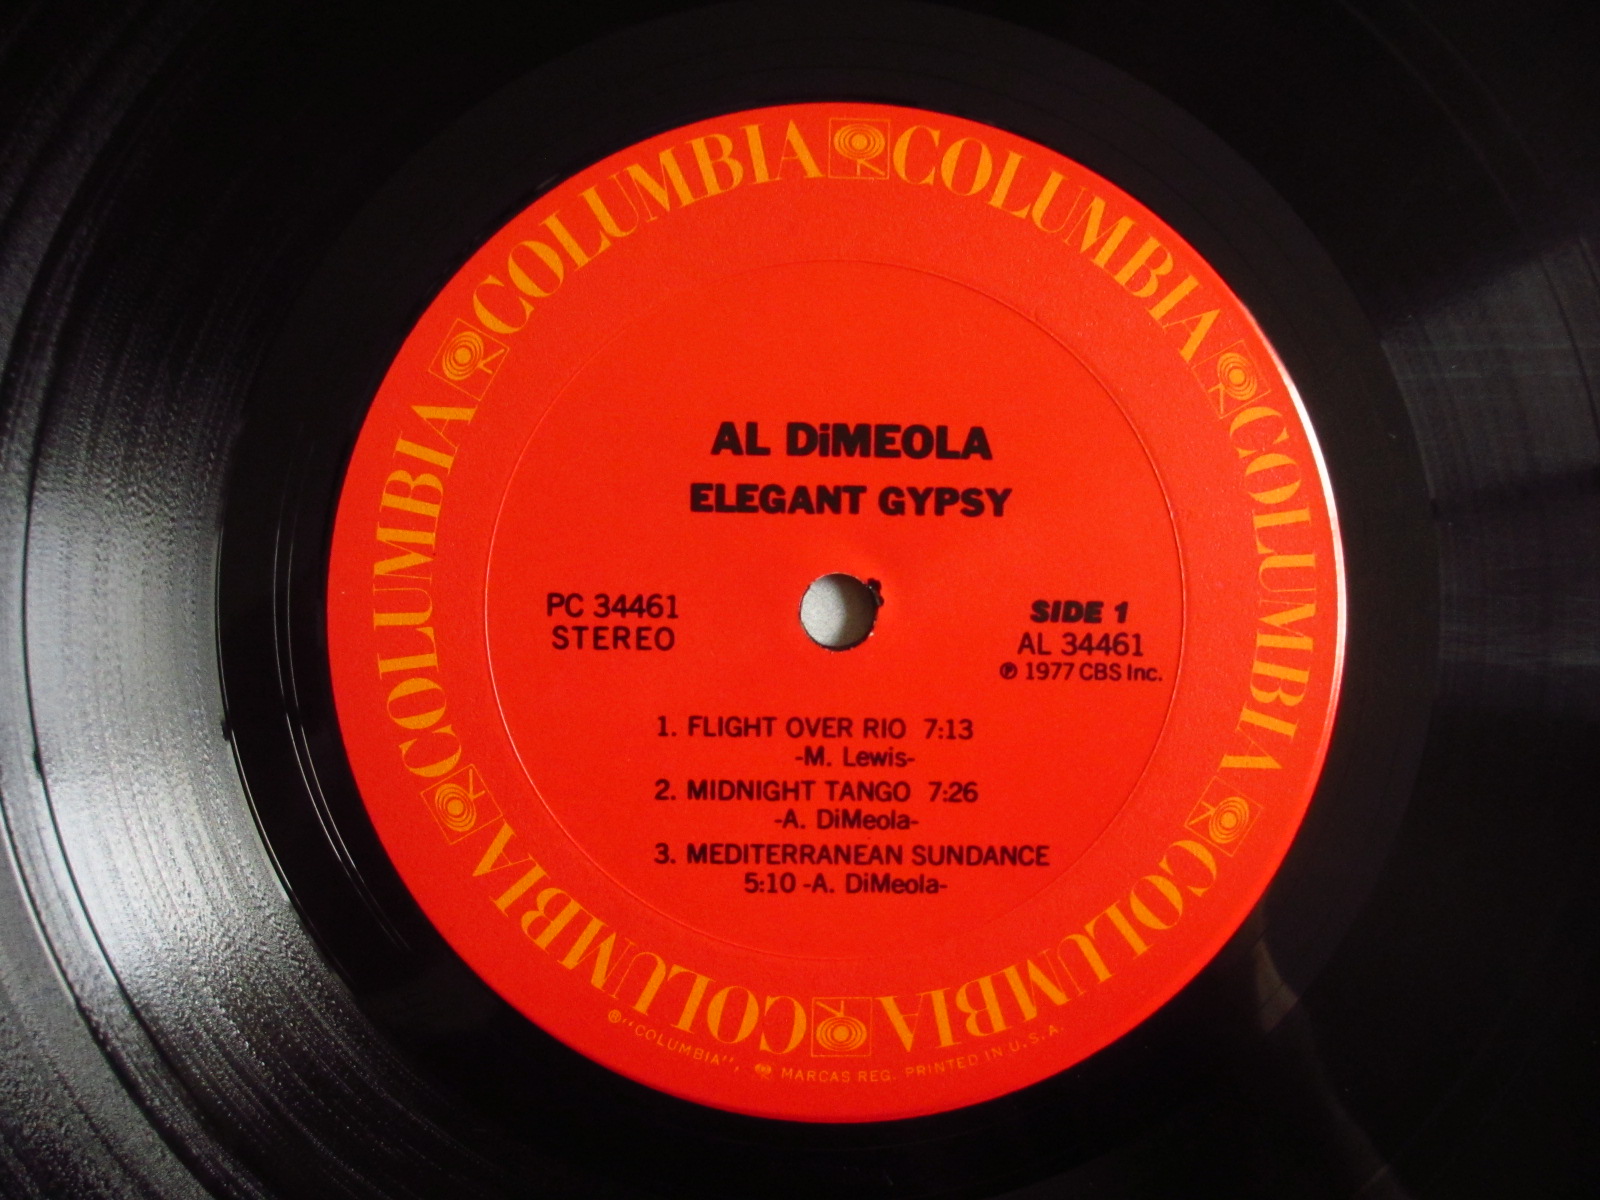 COLUMBIA COLUMBIA COLUMBIA COLUMBIA COLUMBIA COLUMBIA
AL DiMEOLA
ELEGANT GYPSY
PC 34461
STEREO
SIDE 1
AL 34461
℗ 1977 CBS Inc.
1. FLIGHT OVER RIO 7:13
-M. Lewis-
2. MIDNIGHT TANGO 7:26
-A. DiMeola-
3. MEDITERRANEAN SUNDANCE
5:10 -A. DiMeola-
®"COLUMBIA", MARCAS REG. PRINTED IN U.S.A.